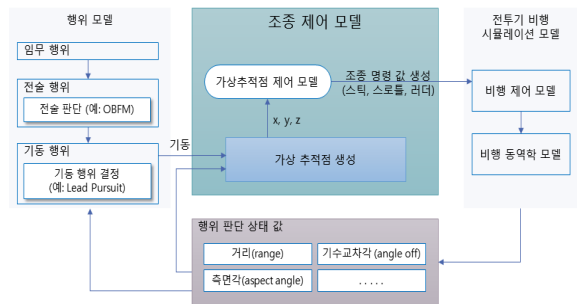 행위 모델
임무 행위
전술 행위
전술 판단 (예: OBFM)
기동 행위
기동 행위 결정
(예: Lead Pursuit)
기동
조종 제어 모델
가상추적점 제어 모델
조종 명령 값 생성
(스틱, 스로틀, 러더)
x, y, z
가상 추적점 생성
전투기 비행
시뮬레이션 모델
비행 제어 모델
비행 동역학 모델
행위 판단 상태 값
거리(range)
기수교차각 (angle off)
측면각(aspect angle)
. . . . .